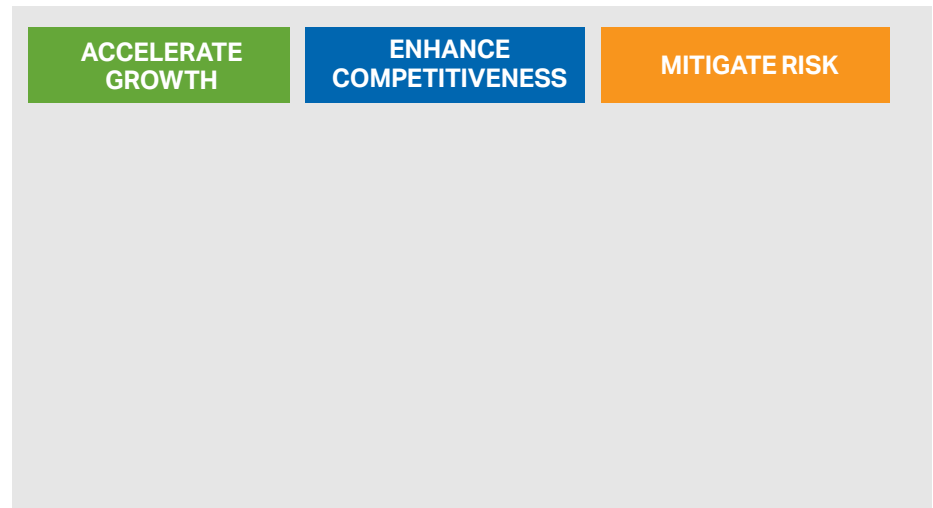 ACCELERATE
GROWTH
ENHANCE
COMPETITIVENESS
MITIGATE RISK